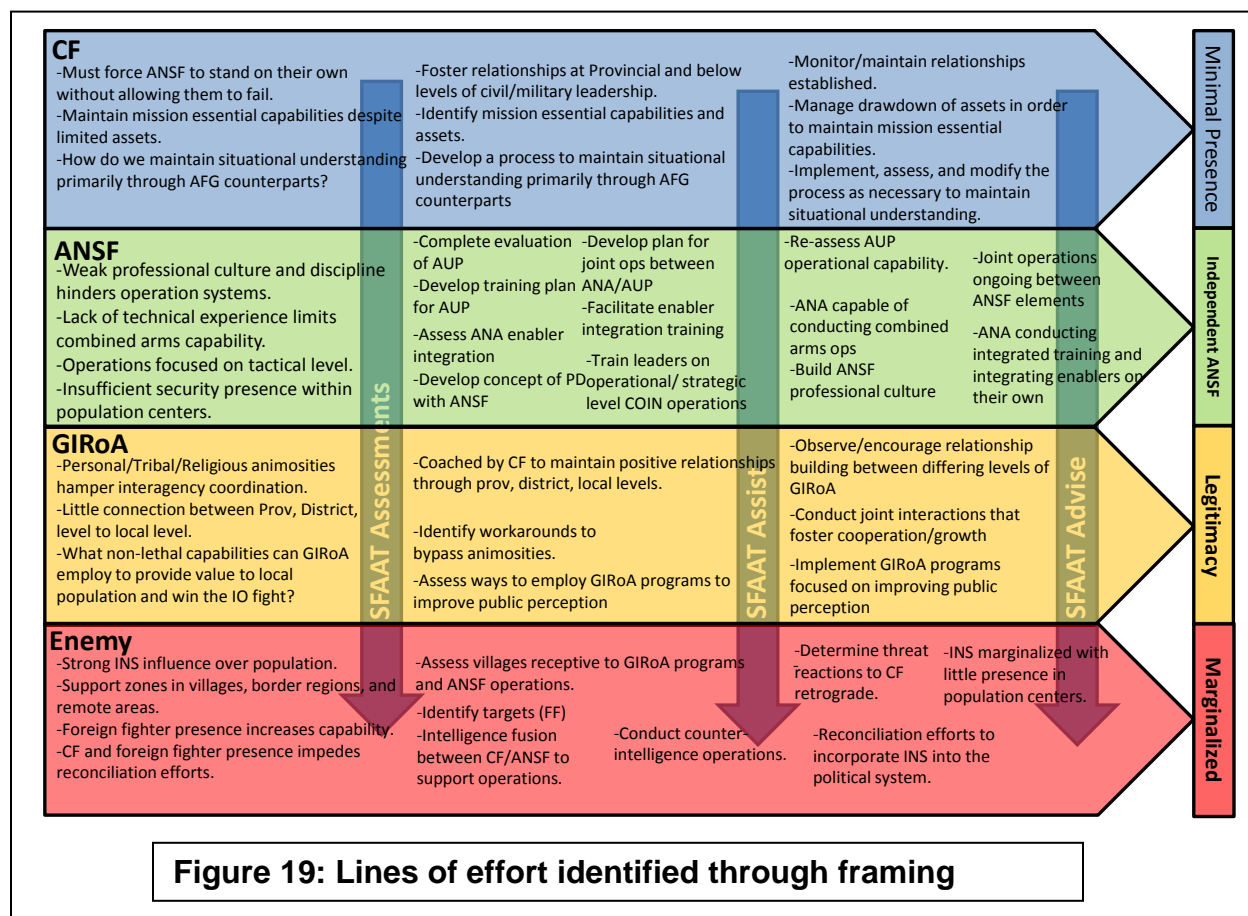 CF
-Must force ANSF to stand on their own
without allowing them to fail.
-Maintain mission essential capabilities despite
limited assets.
-How do we maintain situational understanding
primarily through AFG counterparts?
-Foster relationships at Provincial and below
levels of civil/military leadership.
-Identify mission essential capabilities and
assets.
-Develop a process to maintain situational
understanding primarily through AFG
counterparts
-Monitor/maintain relationships
established.
-Manage drawdown of assets in order
to maintain mission essential
capabilities.
-Implement, assess, and modify the
process as necessary to maintain
situational understanding.
Minimal Presence
ANSF
-Weak professional culture and discipline
hinders operation systems.
-Lack of technical experience limits
combined arms capability.
-Operations focused on tactical level.
-Insufficient security presence within
population centers.
-Complete evaluation
of AUP
-Develop training plan
for AUP
-Assess ANA enabler
integration
-Develop concept of PD
with ANSF
-Develop plan for
joint ops between
ANA/AUP
-Facilitate enabler
integration training
-Train leaders on
operational/ strategic
level COIN operations
-Re-assess AUP
operational capability.
-ANA capable of
conducting combined
arms ops
-Build ANSF
professional culture
-Joint operations
ongoing between
ANSF elements
-ANA conducting
integrated training and
integrating enablers on
their own
Independent ANSF
GIRoA
-Personal/Tribal/Religious animosities
hamper interagency coordination.
-Little connection between Prov, District,
level to local level.
-What non-lethal capabilities can GIRoA
employ to provide value to local
population and win the IO fight?
-Coached by CF to maintain positive relationships
through prov, district, local levels.
-Identify workarounds to
bypass animosities.
-Assess ways to employ GIRoA programs to
improve public perception
-Observe/encourage relationship
building between differing levels of
GIRoA
-Conduct joint interactions that
foster cooperation/growth
-Implement GIRoA programs
focused on improving public
perception
Legitimacy
Enemy
-Strong INS influence over population.
-Support zones in villages, border regions, and
remote areas.
-Foreign fighter presence increases capability.
-CF and foreign fighter presence impedes
reconciliation efforts.
-Assess villages receptive to GIRoA programs
and ANSF operations.
-Identify targets (FF)
-Intelligence fusion
between CF/ANSF to
support operations.
-Conduct counter-
intelligence operations.
-Determine threat
-reactions to CF
retrograde.
-INS marginalized with
little presence in
population centers.
-Reconciliation efforts to
incorporate INS into the
political system.
Marginalized
SFAAT Assessments
SFAAT Assist
SFAAT Advise
Figure 19: Lines of effort identified through framing